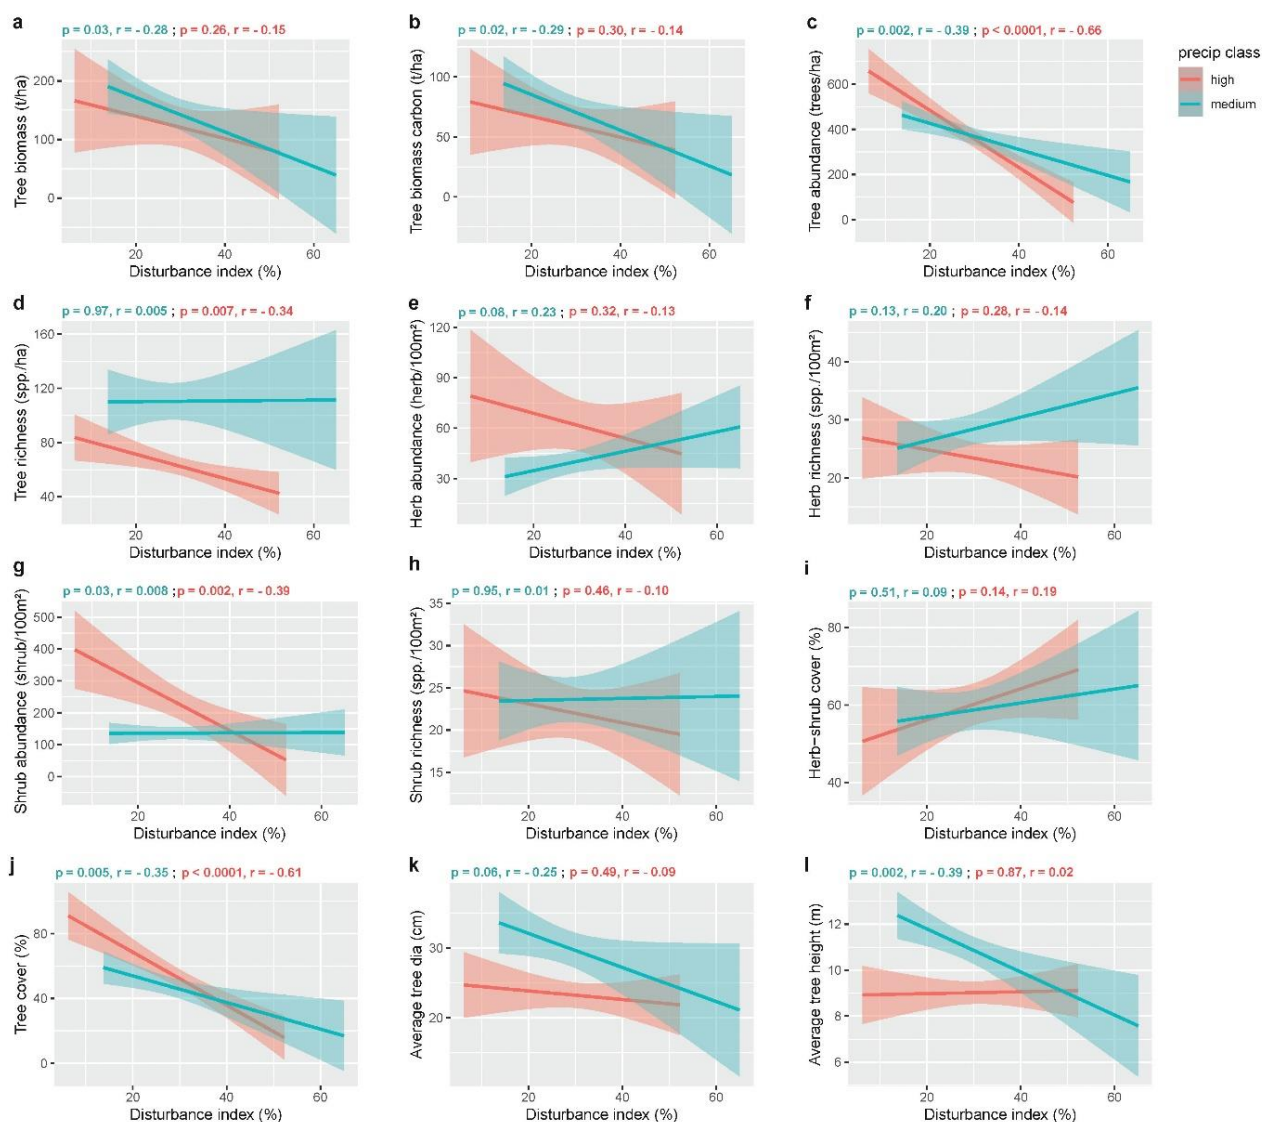 a
b
c
p = 0.03, r = - 0.28 ; p = 0.26, r = - 0.15
p = 0.02, r = - 0.29 ; p = 0.30, r = - 0.14
p = 0.002, r = - 0.39 ; p < 0.0001, r = - 0.66
Tree biomass (t/ha)
200
100
0
20
40
60
Disturbance index (%)
Tree biomass carbon (t/ha)
100
50
0
20
40
60
Disturbance index (%)
Tree abundance (trees/ha)
600
400
200
0
20
40
60
Disturbance index (%)
precip class
high
medium
d
e
f
p = 0.97, r = 0.005 ; p = 0.007, r = - 0.34
p = 0.08, r = 0.23 ; p = 0.32, r = - 0.13
p = 0.13, r = 0.20 ; p = 0.28, r = - 0.14
Tree richness (spp./ha)
160
120
80
40
20
40
60
Disturbance index (%)
Herb abundance (herb/100m²)
120
90
60
30
20
40
60
Disturbance index (%)
Herb richness (spp./100m²)
40
30
20
20
40
60
Disturbance index (%)
g
h
i
p = 0.03, r = 0.008 ; p = 0.002, r = - 0.39
p = 0.95, r = 0.01 ; p = 0.46, r = - 0.10
p = 0.51, r = 0.09 ; p = 0.14, r = 0.19
Shrub abundance (shrub/100m²)
500
400
300
200
100
0
20
40
60
Disturbance index (%)
Shrub richness (spp./100m²)
35
30
25
20
15
20
40
60
Disturbance index (%)
Herb−shrub cover (%)
80
60
40
20
40
60
Disturbance index (%)
j
k
l
p = 0.005, r = - 0.35 ; p < 0.0001, r = - 0.61
p = 0.06, r = - 0.25 ; p = 0.49, r = - 0.09
p = 0.002, r = - 0.39 ; p = 0.87, r = 0.02
Tree cover (%)
80
40
0
20
40
60
Disturbance index (%)
Average tree dia (cm)
30
20
20
40
60
Disturbance index (%)
Average tree height (m)
12
10
8
6
20
40
60
Disturbance index (%)